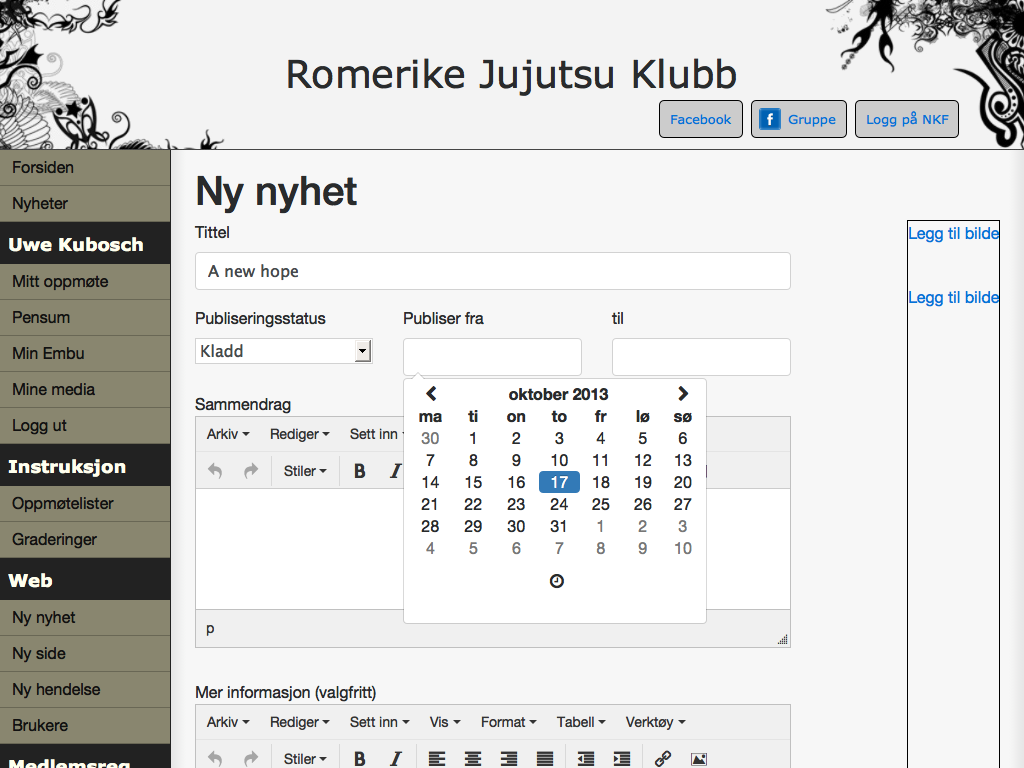 Romerike Jujutsu Klubb
Facebook
Gruppe
Logg på NKF
Forsiden
Nyheter
Uwe Kubosch
Mitt oppmøte
Pensum
Min Embu
Mine media
Logg ut
Instruksjon
Oppmøtelister
Graderinger
Web
Ny nyhet
Ny side
Ny hendelse
Brukere
Medlemsreg
Ny nyhet
Tittel
A new hope
Publiseringsstatus
Publiser fra
til
Kladd
oktober 2013
ma ti on to fr lø sø
30 1 2 3 4 5 6
7 8 9 10 11 12 13
14 15 16 17 18 19 20
21 22 23 24 25 26 27
28 29 30 31 1 2 3
4 5 6 7 8 9 10
Sammendrag
Arkiv Rediger Sett inn
Stiler B I
p
Mer informasjon (valgfritt)
Arkiv Rediger Sett inn Vis Format Tabell Verktøy
Stiler B I
Legg til bilde
Legg til bilde